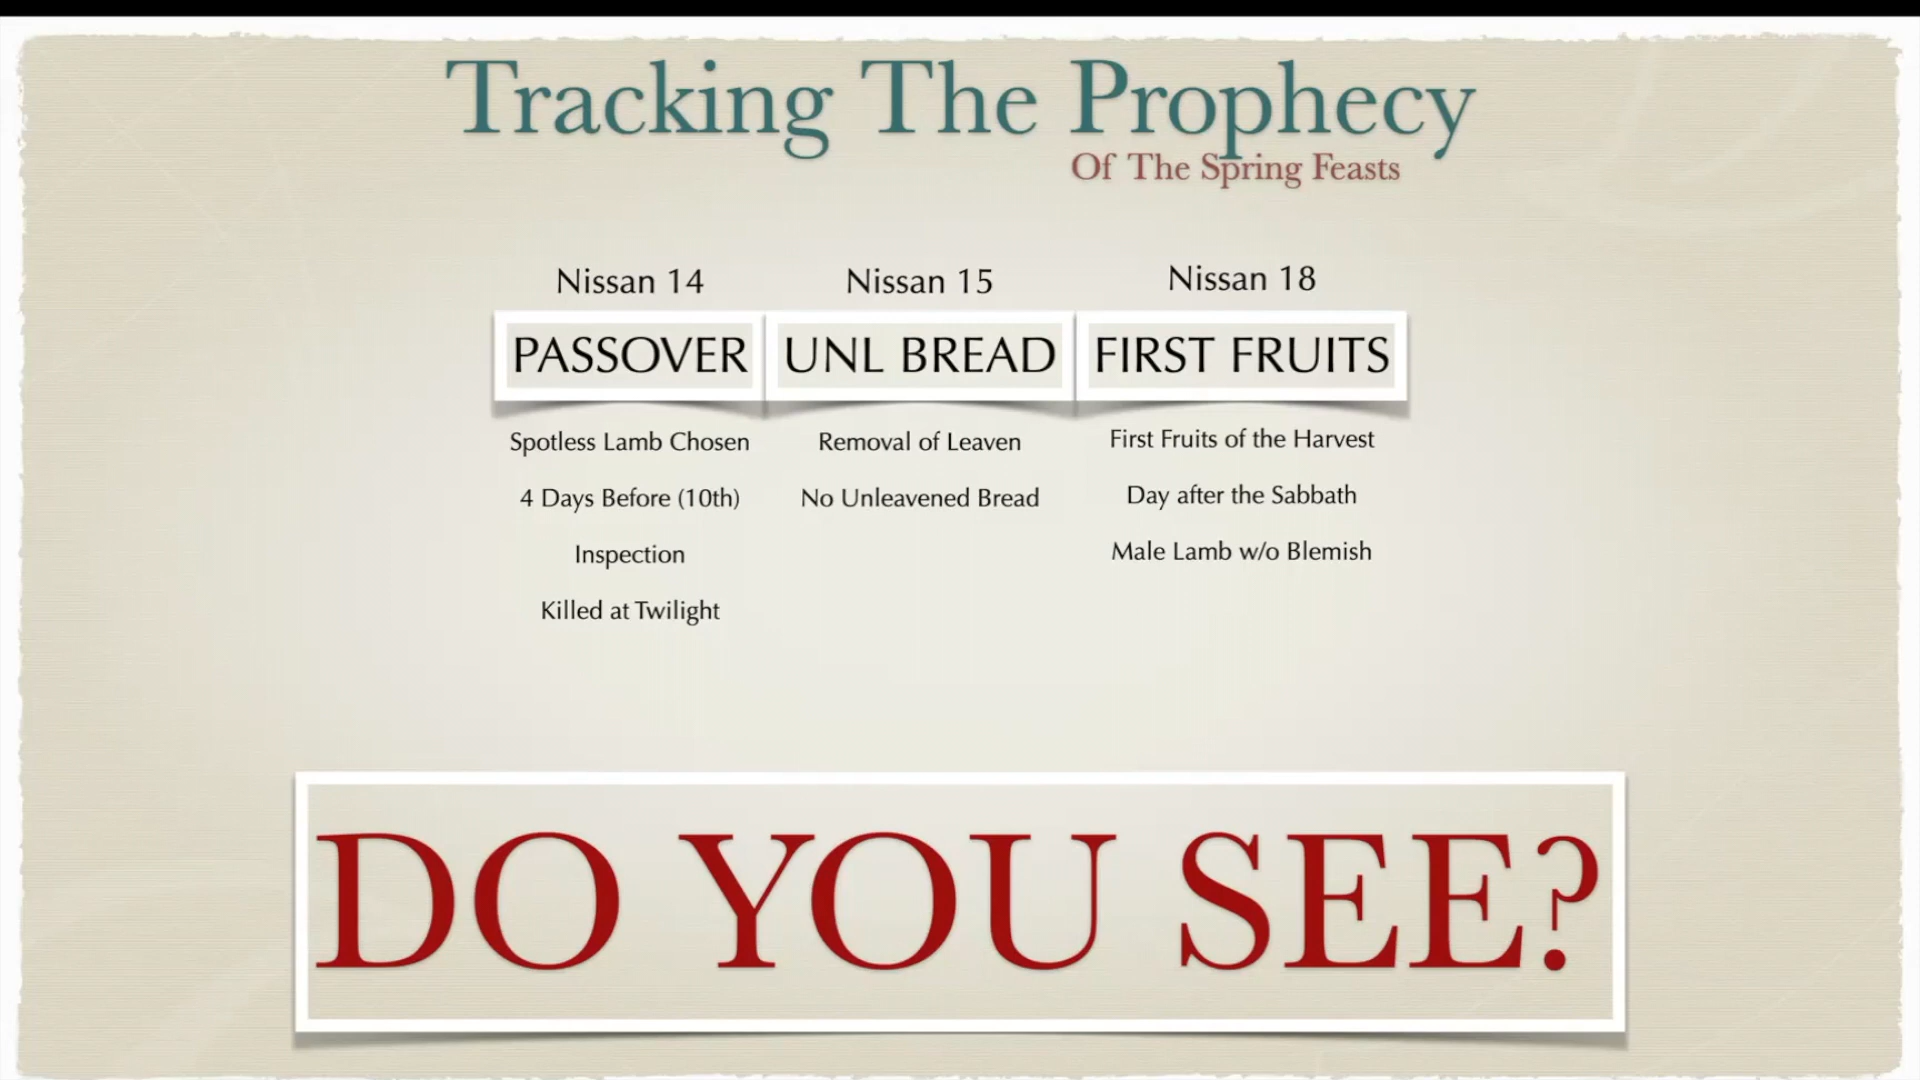 Tracking The Prophecy
Of The Spring Feasts
Nissan 14
PASSOVER
Spotless Lamb Chosen
4 Days Before (10th)
Inspection
Killed at Twilight
Nissan 15
UNL BREAD
Removal of Leaven
No Unleavened Bread
Nissan 18
FIRST FRUITS
First Fruits of the Harvest
Day after the Sabbath
Male Lamb w/o Blemish
DO YOU SEE?